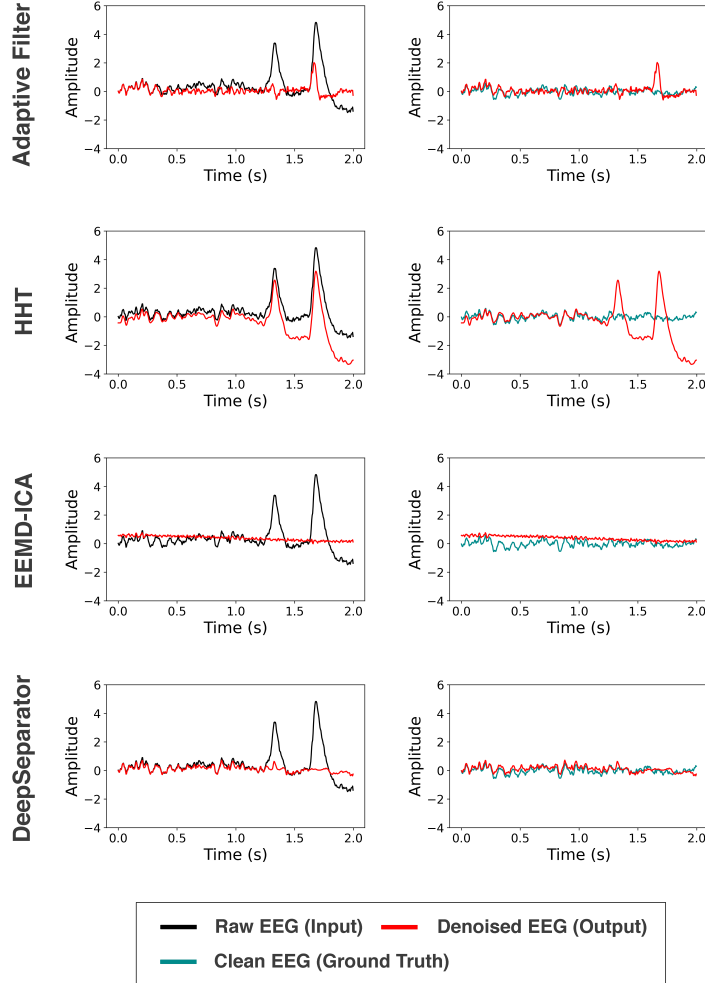 Adaptive Filter
Amplitude
6
4
2
0
−2
−4
0.0 0.5 1.0 1.5 2.0
Time (s)
Amplitude
6
4
2
0
−2
−4
0.0 0.5 1.0 1.5 2.0
Time (s)
HHT
Amplitude
6
4
2
0
−2
−4
0.0 0.5 1.0 1.5 2.0
Time (s)
Amplitude
6
4
2
0
−2
−4
0.0 0.5 1.0 1.5 2.0
Time (s)
EEMD-ICA
Amplitude
6
4
2
0
−2
−4
0.0 0.5 1.0 1.5 2.0
Time (s)
Amplitude
6
4
2
0
−2
−4
0.0 0.5 1.0 1.5 2.0
Time (s)
DeepSeparator
Amplitude
6
4
2
0
−2
−4
0.0 0.5 1.0 1.5 2.0
Time (s)
Amplitude
6
4
2
0
−2
−4
0.0 0.5 1.0 1.5 2.0
Time (s)
Raw EEG (Input) Denoised EEG (Output)
Clean EEG (Ground Truth)